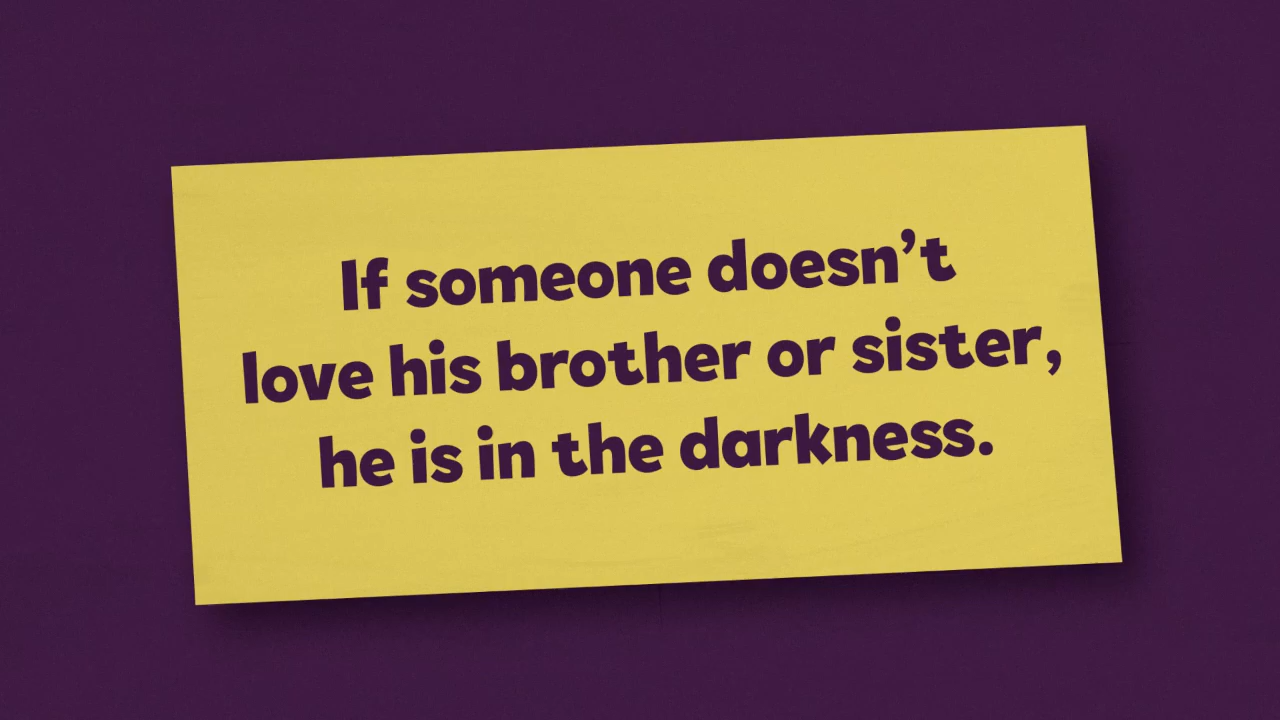 If someone doesn’t
love his brother or sister,
he is in the darkness.